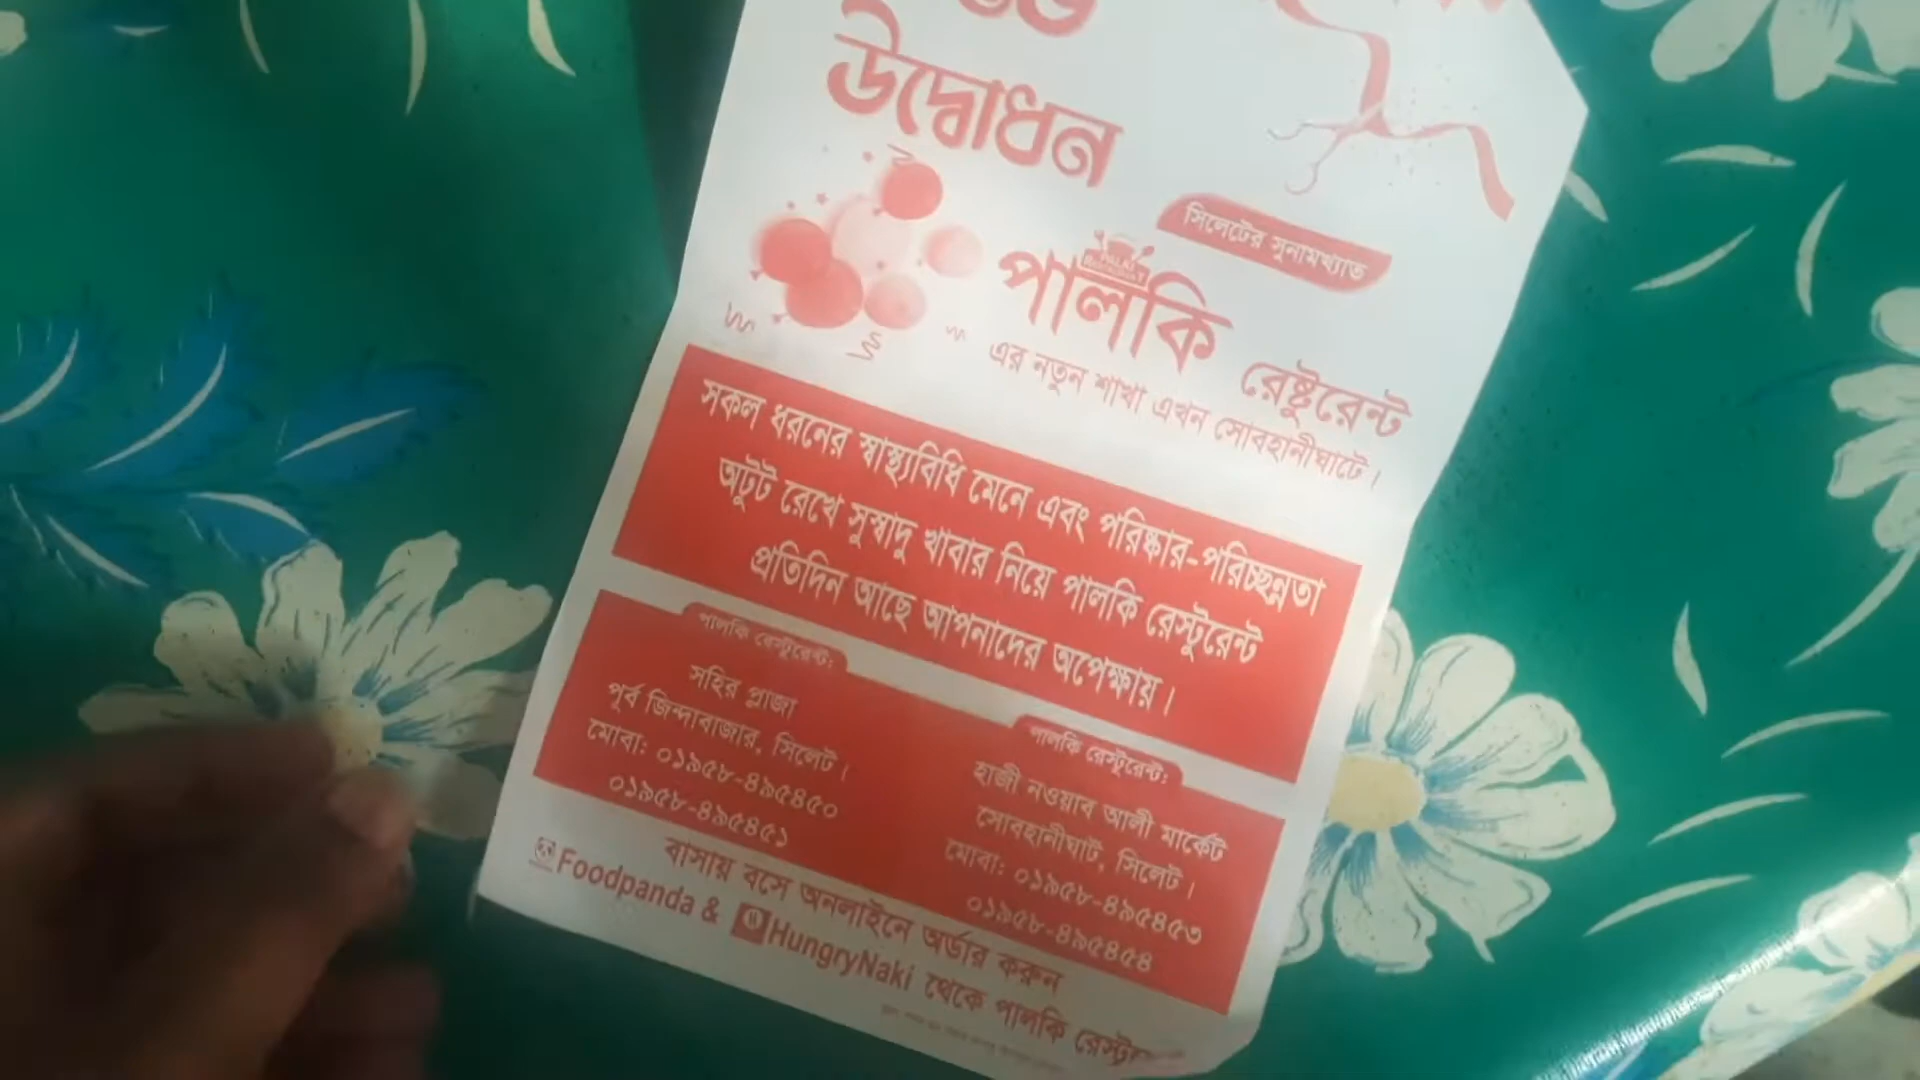 উদ্বোধন
সিলেটের সুনামখ্যাত
পালকি রেষ্টুরেন্ট
এর নতুন শাখা এখন সোবহানীঘাটে।
সকল ধরনের স্বাস্থ্যবিধি মেনে এবং পরিষ্কার-পরিচ্ছন্নতা
অটুট রেখে সুস্বাদু খাবার নিয়ে পালকি রেস্টুরেন্ট
প্রতিদিন আছে আপনাদের অপেক্ষায়।
পালকি রেস্টুরেন্ট:
সহির প্লাজা
পূর্ব জিন্দাবাজার, সিলেট।
মোবা: ০১৯৫৮-৪৯৫৪৫০
০১৯৫৮-৪৯৫৪৫১
পালকি রেস্টুরেন্ট:
হাজী নওয়াব আলী মার্কেট
সোবহানীঘাট, সিলেট।
মোবা: ০১৯৫৮-৪৯৫৪৫৩
০১৯৫৮-৪৯৫৪৫৪
বাসায় বসে অনলাইনে অর্ডার করুন
Foodpanda & HungryNaki থেকে পালকি